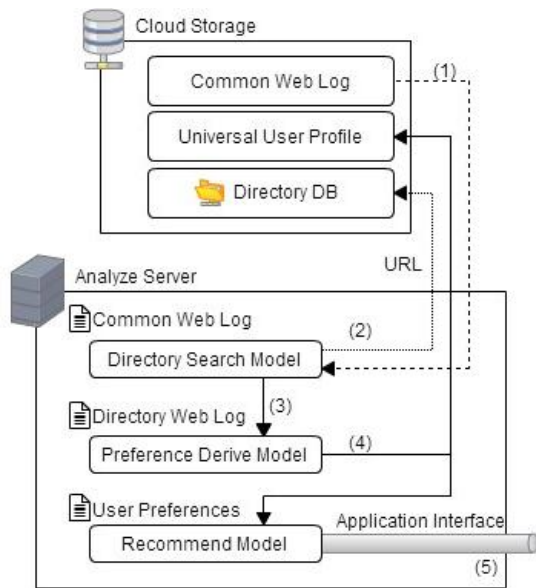 Cloud Storage
Common Web Log
(1)
Universal User Profile
Directory DB
URL
Analyze Server
Common Web Log
(2)
Directory Search Model
(3)
Directory Web Log
(4)
Preference Derive Model
User Preferences
Application Interface
Recommend Model
(5)